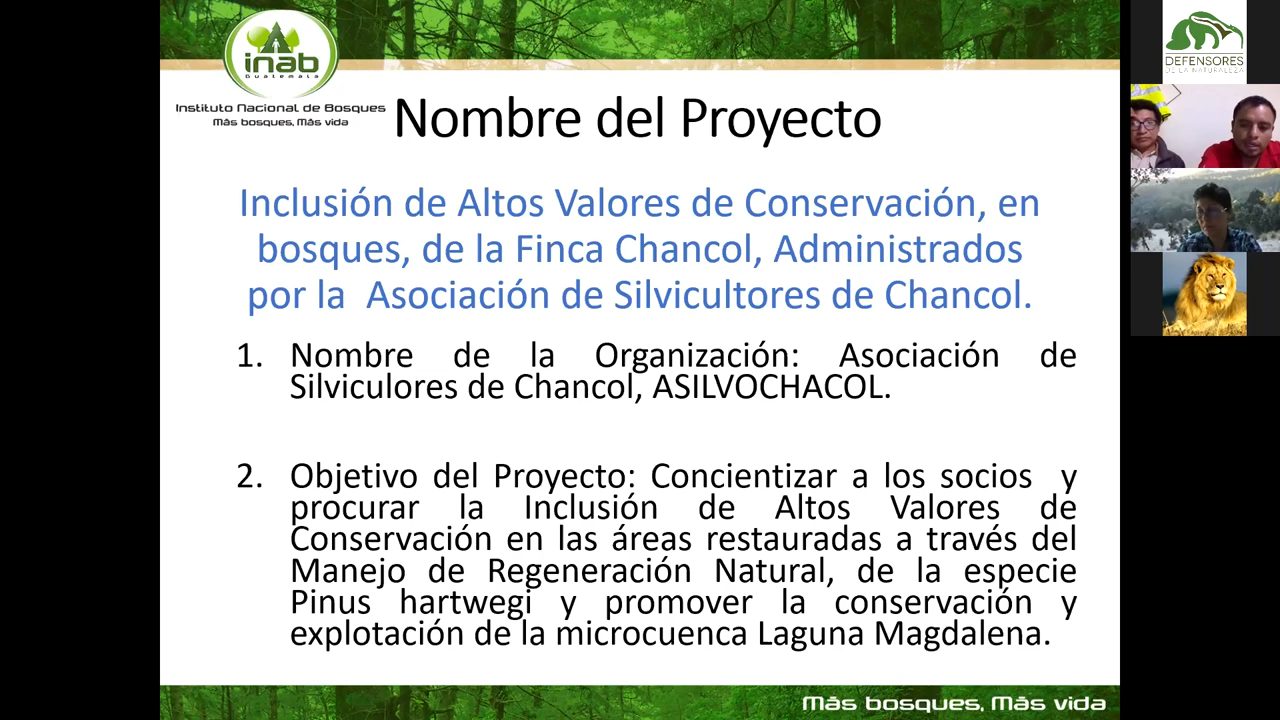 inab
Guatemala
Instituto Nacional de Bosques
Más bosques, Más vida
Nombre del Proyecto
Inclusión de Altos Valores de Conservación, en
bosques, de la Finca Chancol, Administrados
por la Asociación de Silvicultores de Chancol.
1. Nombre de la Organización: Asociación de
Silviculores de Chancol, ASILVOCHACOL.
2. Objetivo del Proyecto: Concientizar a los socios y
procurar la Inclusión de Altos Valores de
Conservación en las áreas restauradas a través del
Manejo de Regeneración Natural, de la especie
Pinus hartwegi y promover la conservación y
explotación de la microcuenca Laguna Magdalena.
Más bosques, Más vida
DEFENSORES
DE LA NATURALEZA